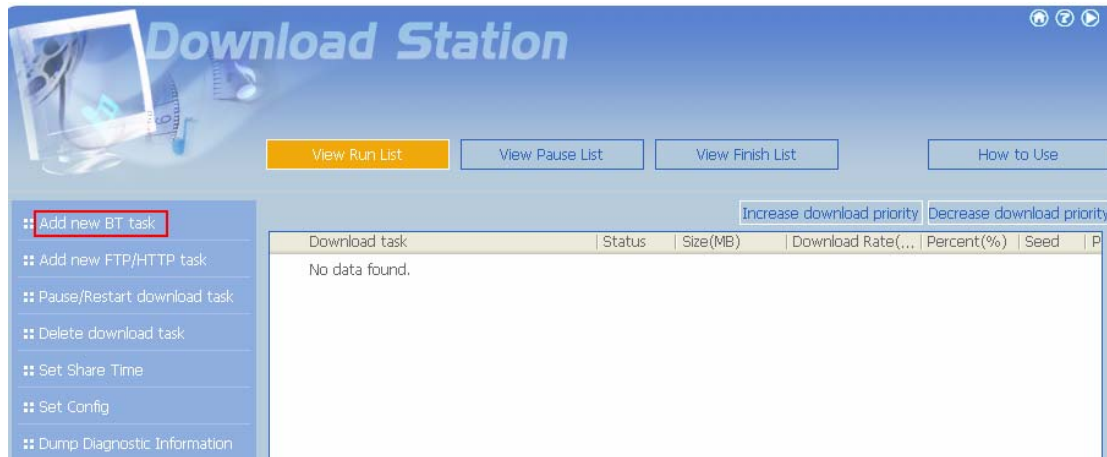 Download Station
View Run List View Pause List View Finish List How to Use
Add new BT task
Add new FTP/HTTP task
Pause/Restart download task
Delete download task
Set Share Time
Set Config
Dump Diagnostic Information
Increase download priority Decrease download priority
Download task Status Size(MB) Download Rate(... Percent(%) Seed P
No data found.